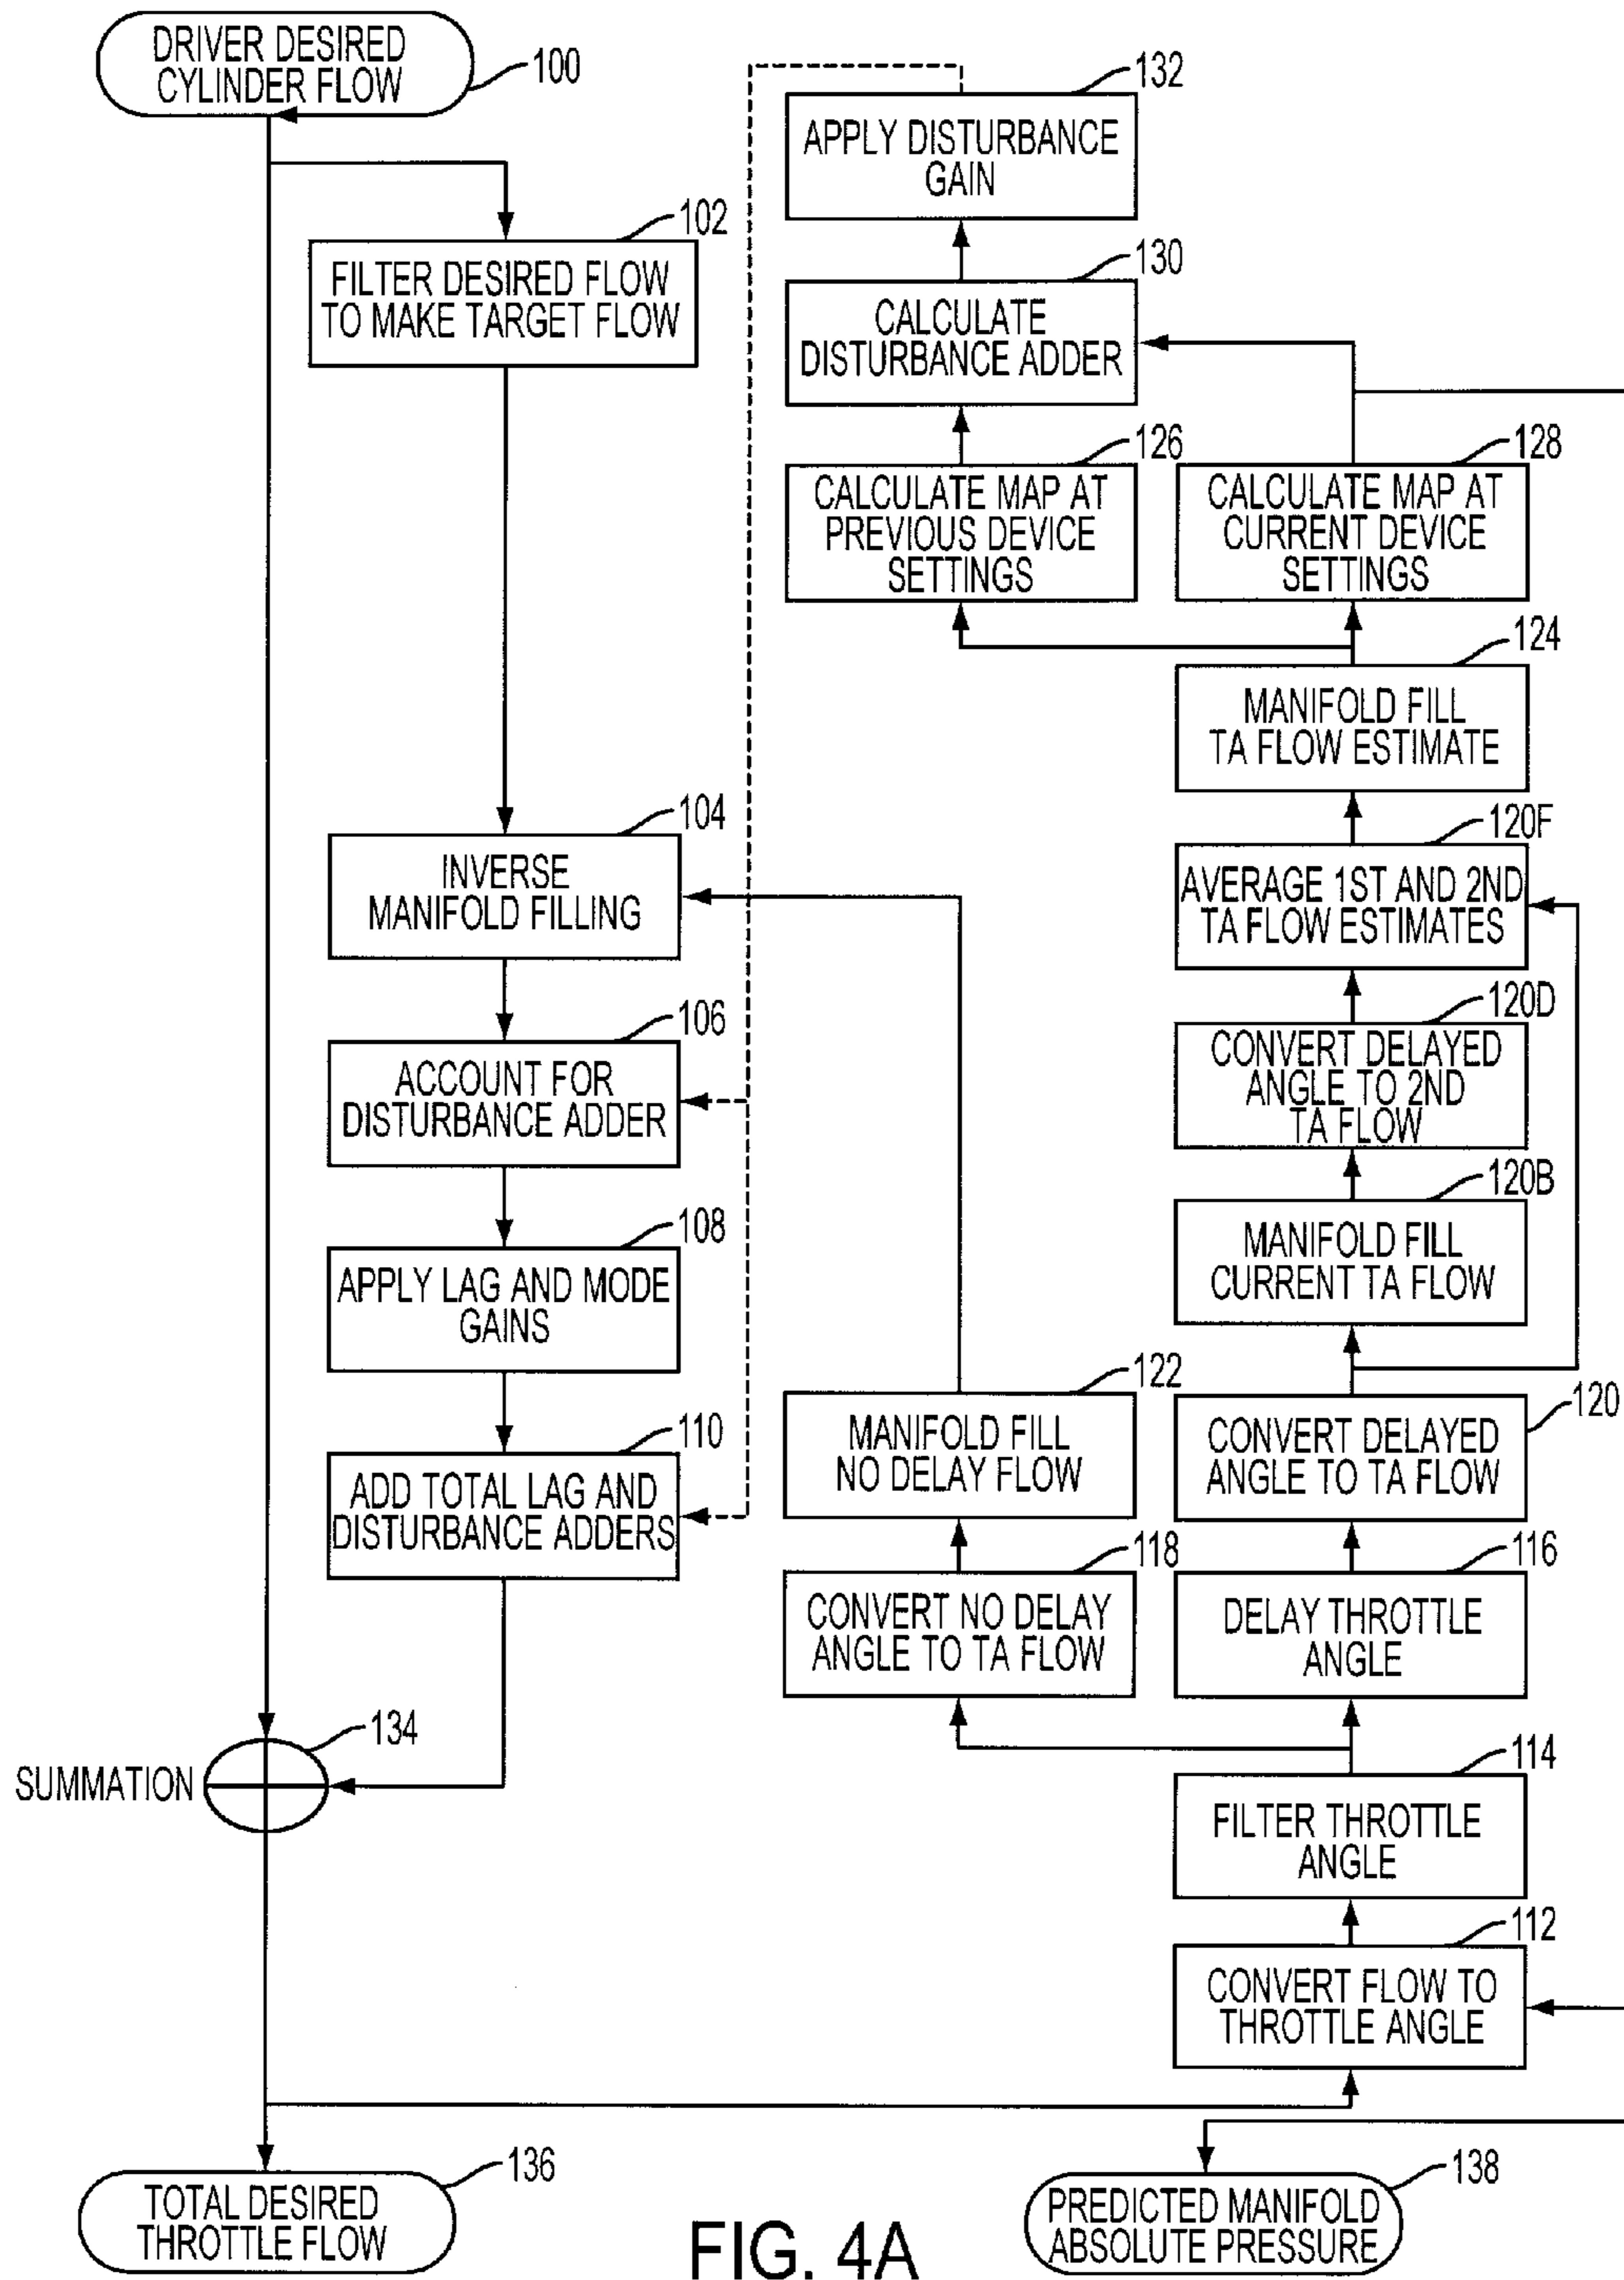 DRIVER DESIRED
CYLINDER FLOW
100
FILTER DESIRED FLOW
TO MAKE TARGET FLOW
102
INVERSE
MANIFOLD FILLING
104
ACCOUNT FOR
DISTURBANCE ADDER
106
APPLY LAG AND MODE
GAINS
108
ADD TOTAL LAG AND
DISTURBANCE ADDERS
110
SUMMATION
134
TOTAL DESIRED
THROTTLE FLOW
136
APPLY DISTURBANCE
GAIN
132
CALCULATE
DISTURBANCE ADDER
130
CALCULATE MAP AT
PREVIOUS DEVICE
SETTINGS
126
CALCULATE MAP AT
CURRENT DEVICE
SETTINGS
128
MANIFOLD FILL
TA FLOW ESTIMATE
124
AVERAGE 1ST AND 2ND
TA FLOW ESTIMATES
120F
CONVERT DELAYED
ANGLE TO 2ND
TA FLOW
120D
MANIFOLD FILL
CURRENT TA FLOW
120B
MANIFOLD FILL
NO DELAY FLOW
122
CONVERT DELAYED
ANGLE TO TA FLOW
120
CONVERT NO DELAY
ANGLE TO TA FLOW
118
DELAY THROTTLE
ANGLE
116
FILTER THROTTLE
ANGLE
114
CONVERT FLOW TO
THROTTLE ANGLE
112
PREDICTED MANIFOLD
ABSOLUTE PRESSURE
138
FIG. 4A